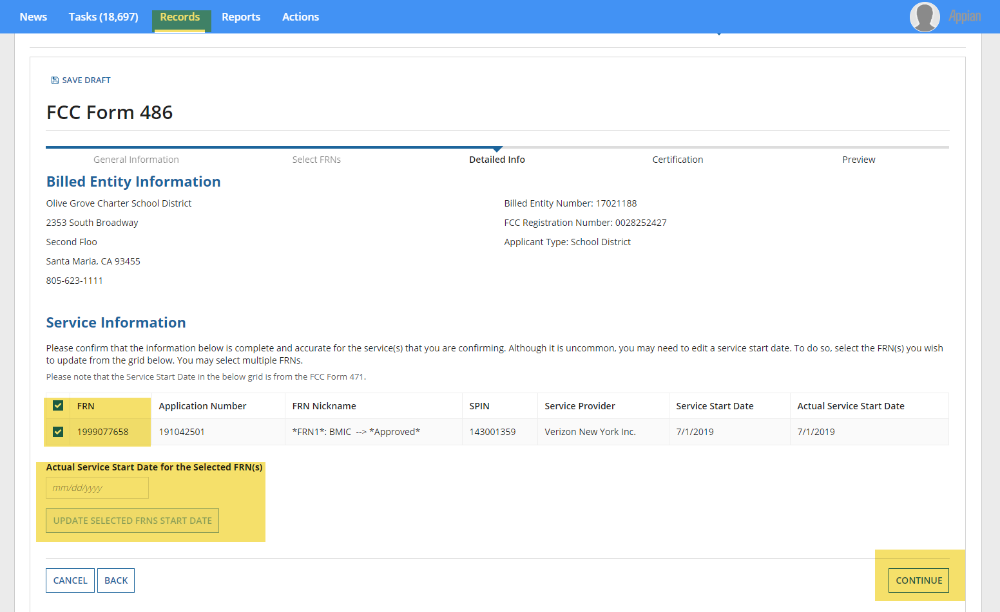 News Tasks (18,697) Records Reports Actions Appian
SAVE DRAFT
FCC Form 486
General Information Select FRNs Detailed Info Certification Preview
Billed Entity Information
Olive Grove Charter School District Billed Entity Number: 17021188
2353 South Broadway FCC Registration Number: 0028252427
Second Floo Applicant Type: School District
Santa Maria, CA 93455
805-623-1111
Service Information
Please confirm that the information below is complete and accurate for the service(s) that you are confirming. Although it is uncommon, you may need to edit a service start date. To do so, select the FRN(s) you wish
to update from the grid below. You may select multiple FRNs.
Please note that the Service Start Date in the below grid is from the FCC Form 471.
FRN Application Number FRN Nickname SPIN Service Provider Service Start Date Actual Service Start Date
1999077658 191042501 *FRN1*: BMIC --> *Approved* 143001359 Verizon New York Inc. 7/1/2019 7/1/2019
Actual Service Start Date for the Selected FRN(s)
mm/dd/yyyy
UPDATE SELECTED FRNS START DATE
CANCEL BACK CONTINUE